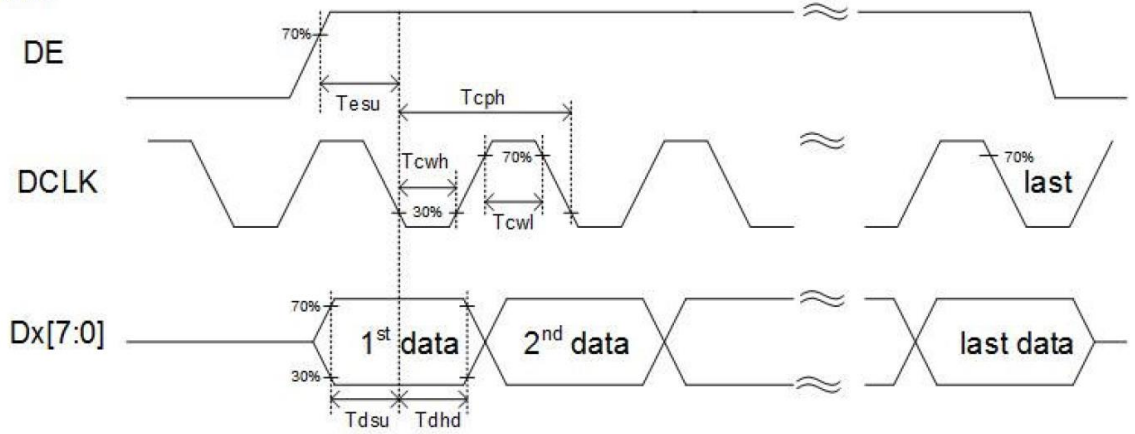 DE
70%
Tesu
Tcph
DCLK
Tcwh
70%
30%
Tcwl
70%
last
Dx[7:0]
70%
30%
1st data
2nd data
last data
Tdsu
Tdhd